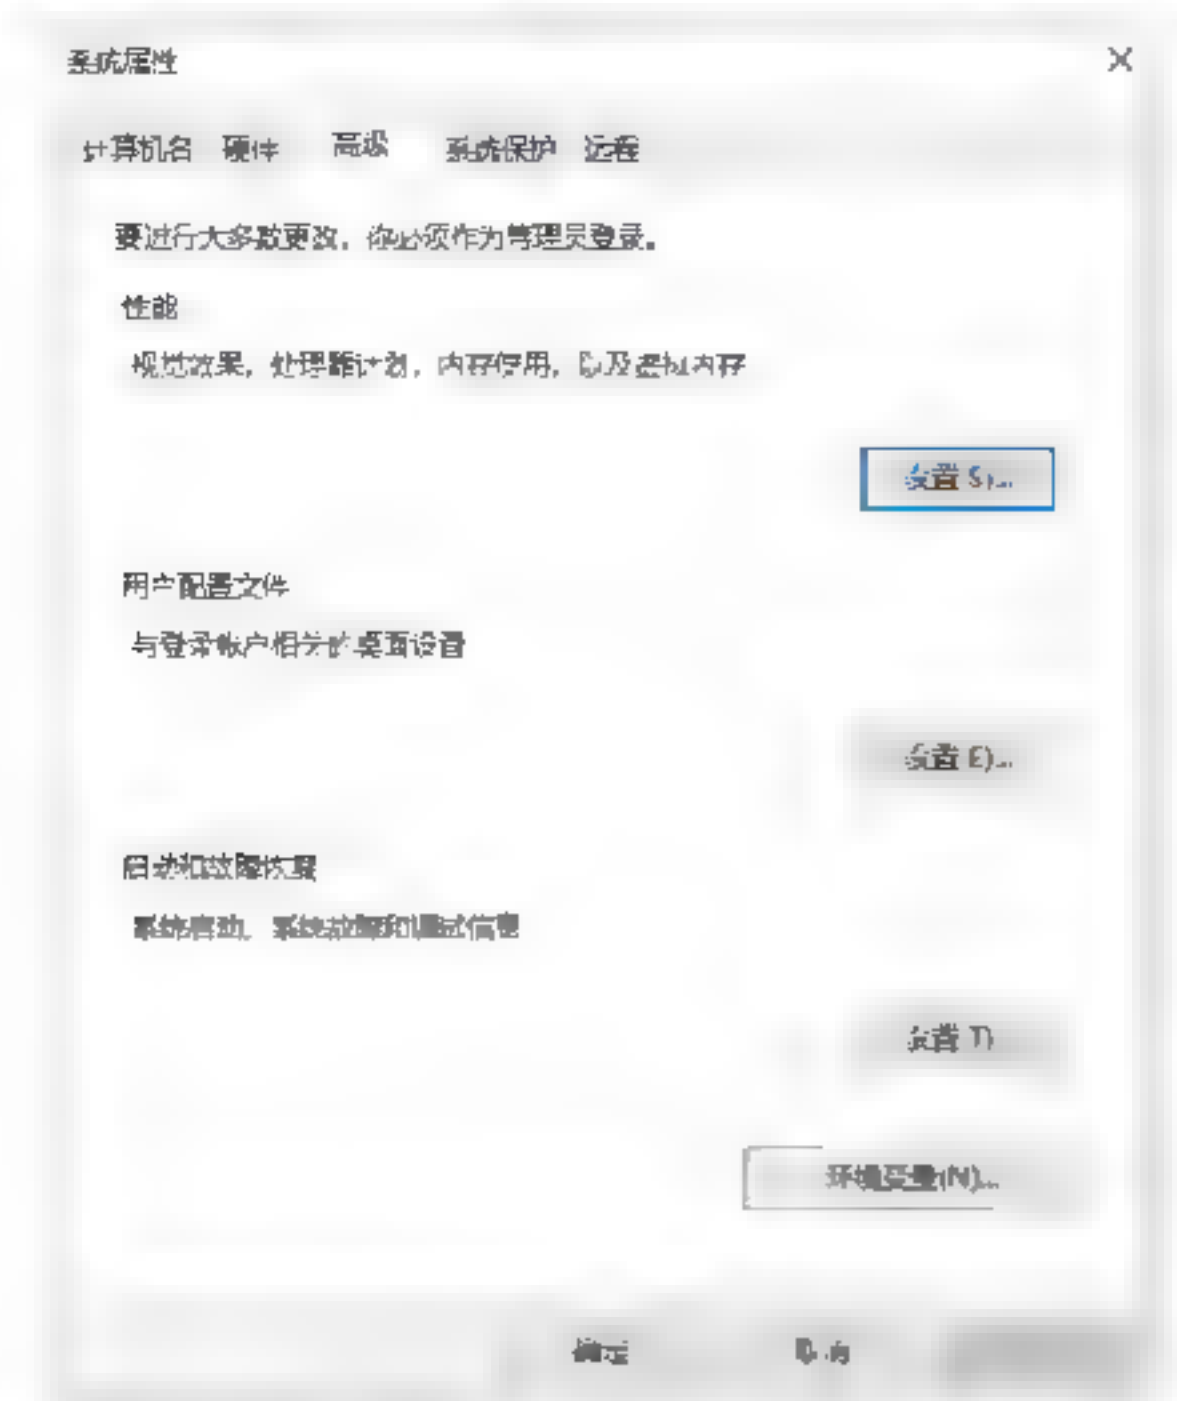 系统属性
计算机名 硬件 高级 系统保护 远程
要进行大多数更改，你必须作为管理员登录。
性能
视觉效果，处理器计划，内存使用，以及虚拟内存
设置(S)...
用户配置文件
与登录帐户相关的桌面设置
设置(E)...
启动和故障恢复
系统启动、系统故障和调试信息
设置(T)
环境变量(N)...
确定 取消